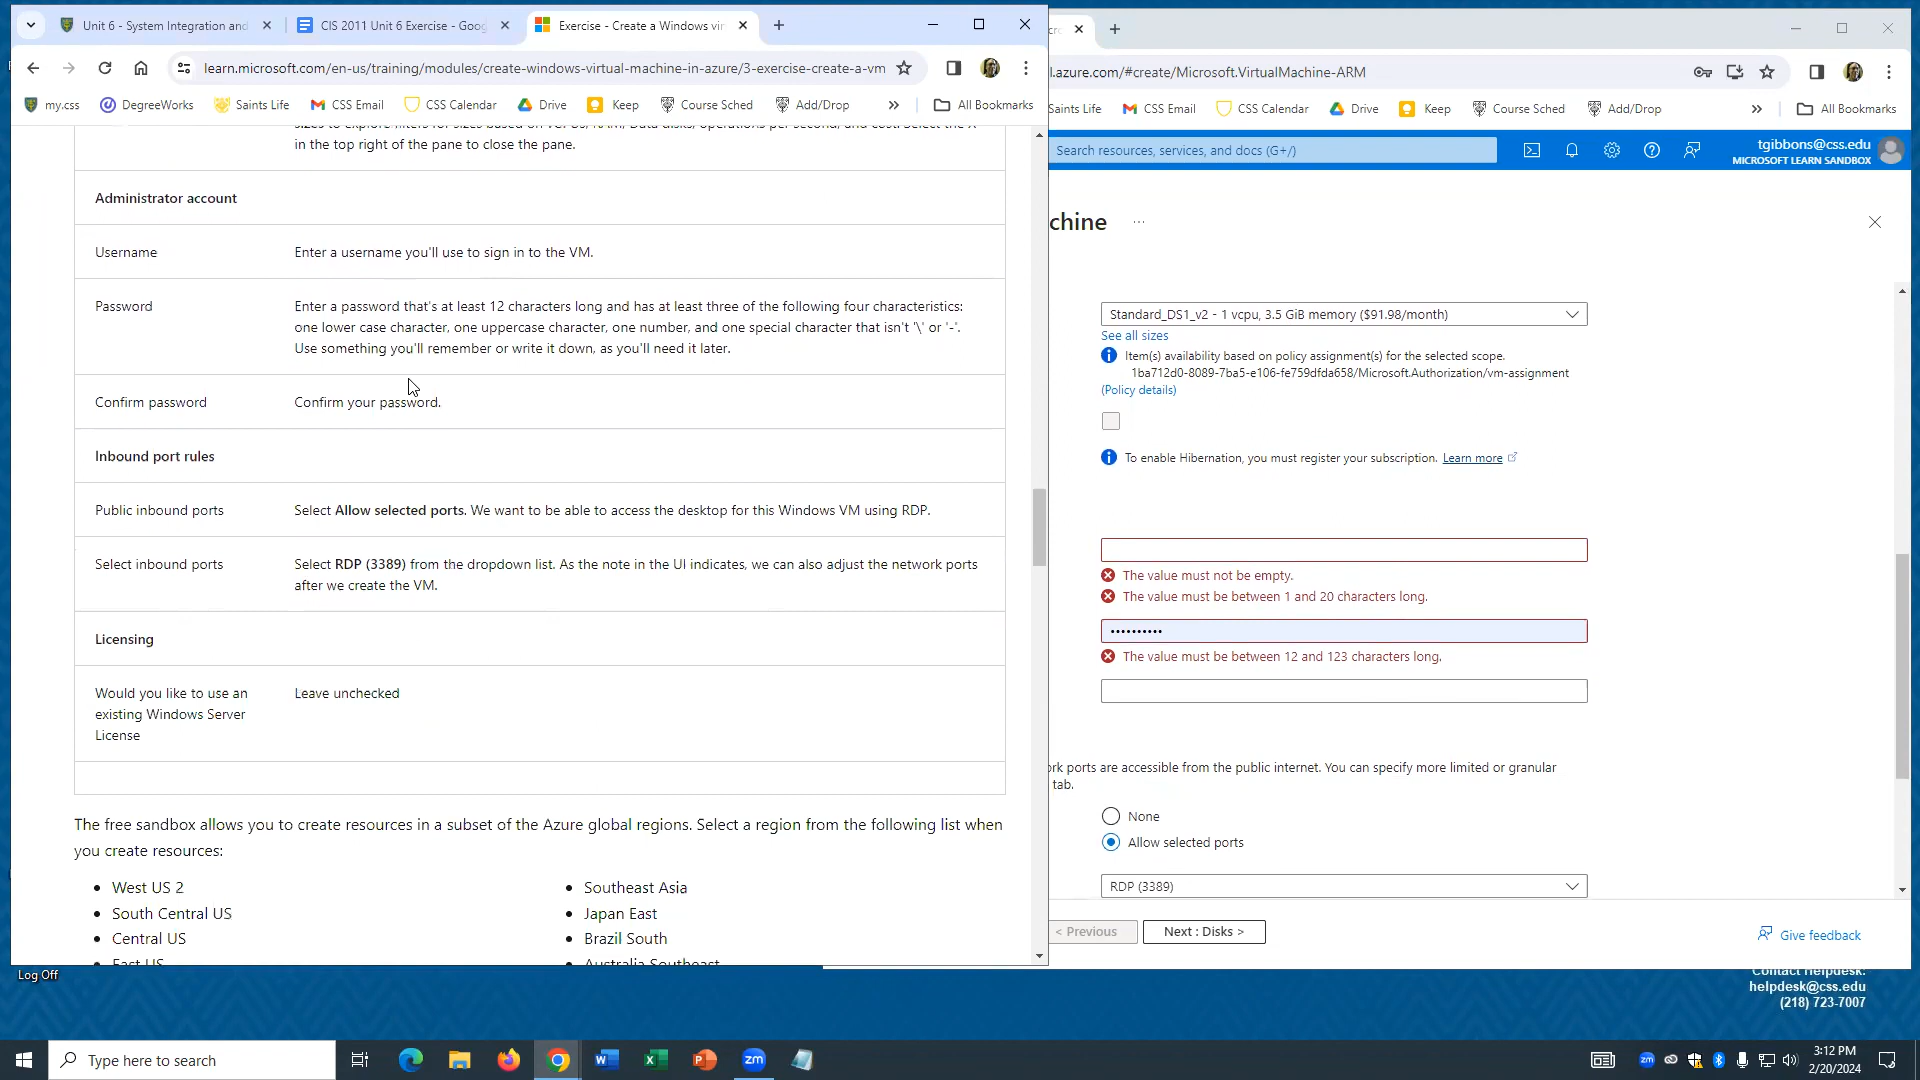 Unit 6 - System Integration and
CIS 2011 Unit 6 Exercise - Goog
Exercise - Create a Windows vir
learn.microsoft.com/en-us/training/modules/create-windows-virtual-machine-in-azure/3-exercise-create-a-vm
my.css
DegreeWorks
Saints Life
CSS Email
CSS Calendar
Drive
Keep
Course Sched
Add/Drop
»
All Bookmarks
in the top right of the pane to close the pane.
Administrator account
Username
Enter a username you'll use to sign in to the VM.
Password
Enter a password that's at least 12 characters long and has at least three of the following four characteristics:
one lower case character, one uppercase character, one number, and one special character that isn't '\' or '-'.
Use something you'll remember or write it down, as you'll need it later.
Confirm password
Confirm your password.
Inbound port rules
Public inbound ports
Select Allow selected ports. We want to be able to access the desktop for this Windows VM using RDP.
Select inbound ports
Select RDP (3389) from the dropdown list. As the note in the UI indicates, we can also adjust the network ports
after we create the VM.
Licensing
Would you like to use an
existing Windows Server
License
Leave unchecked
The free sandbox allows you to create resources in a subset of the Azure global regions. Select a region from the following list when
you create resources:
• West US 2
• South Central US
• Central US
• East US
• Southeast Asia
• Japan East
• Brazil South
• Australia Southeast
l.azure.com/#create/Microsoft.VirtualMachine-ARM
Saints Life
CSS Email
CSS Calendar
Drive
Keep
Course Sched
Add/Drop
»
All Bookmarks
Search resources, services, and docs (G+/)
tgibbons@css.edu
MICROSOFT LEARN SANDBOX
chine
...
Standard_DS1_v2 - 1 vcpu, 3.5 GiB memory ($91.98/month)
See all sizes
Item(s) availability based on policy assignment(s) for the selected scope.
1ba712d0-8089-7ba5-e106-fe759dfda658/Microsoft.Authorization/vm-assignment
(Policy details)
To enable Hibernation, you must register your subscription. Learn more
The value must not be empty.
The value must be between 1 and 20 characters long.
••••••••••
The value must be between 12 and 123 characters long.
rk ports are accessible from the public internet. You can specify more limited or granular
tab.
None
Allow selected ports
RDP (3389)
< Previous
Next : Disks >
Give feedback
Log Off
Contact Helpdesk:
helpdesk@css.edu
(218) 723-7007
Type here to search
zm
zm
3:12 PM
2/20/2024